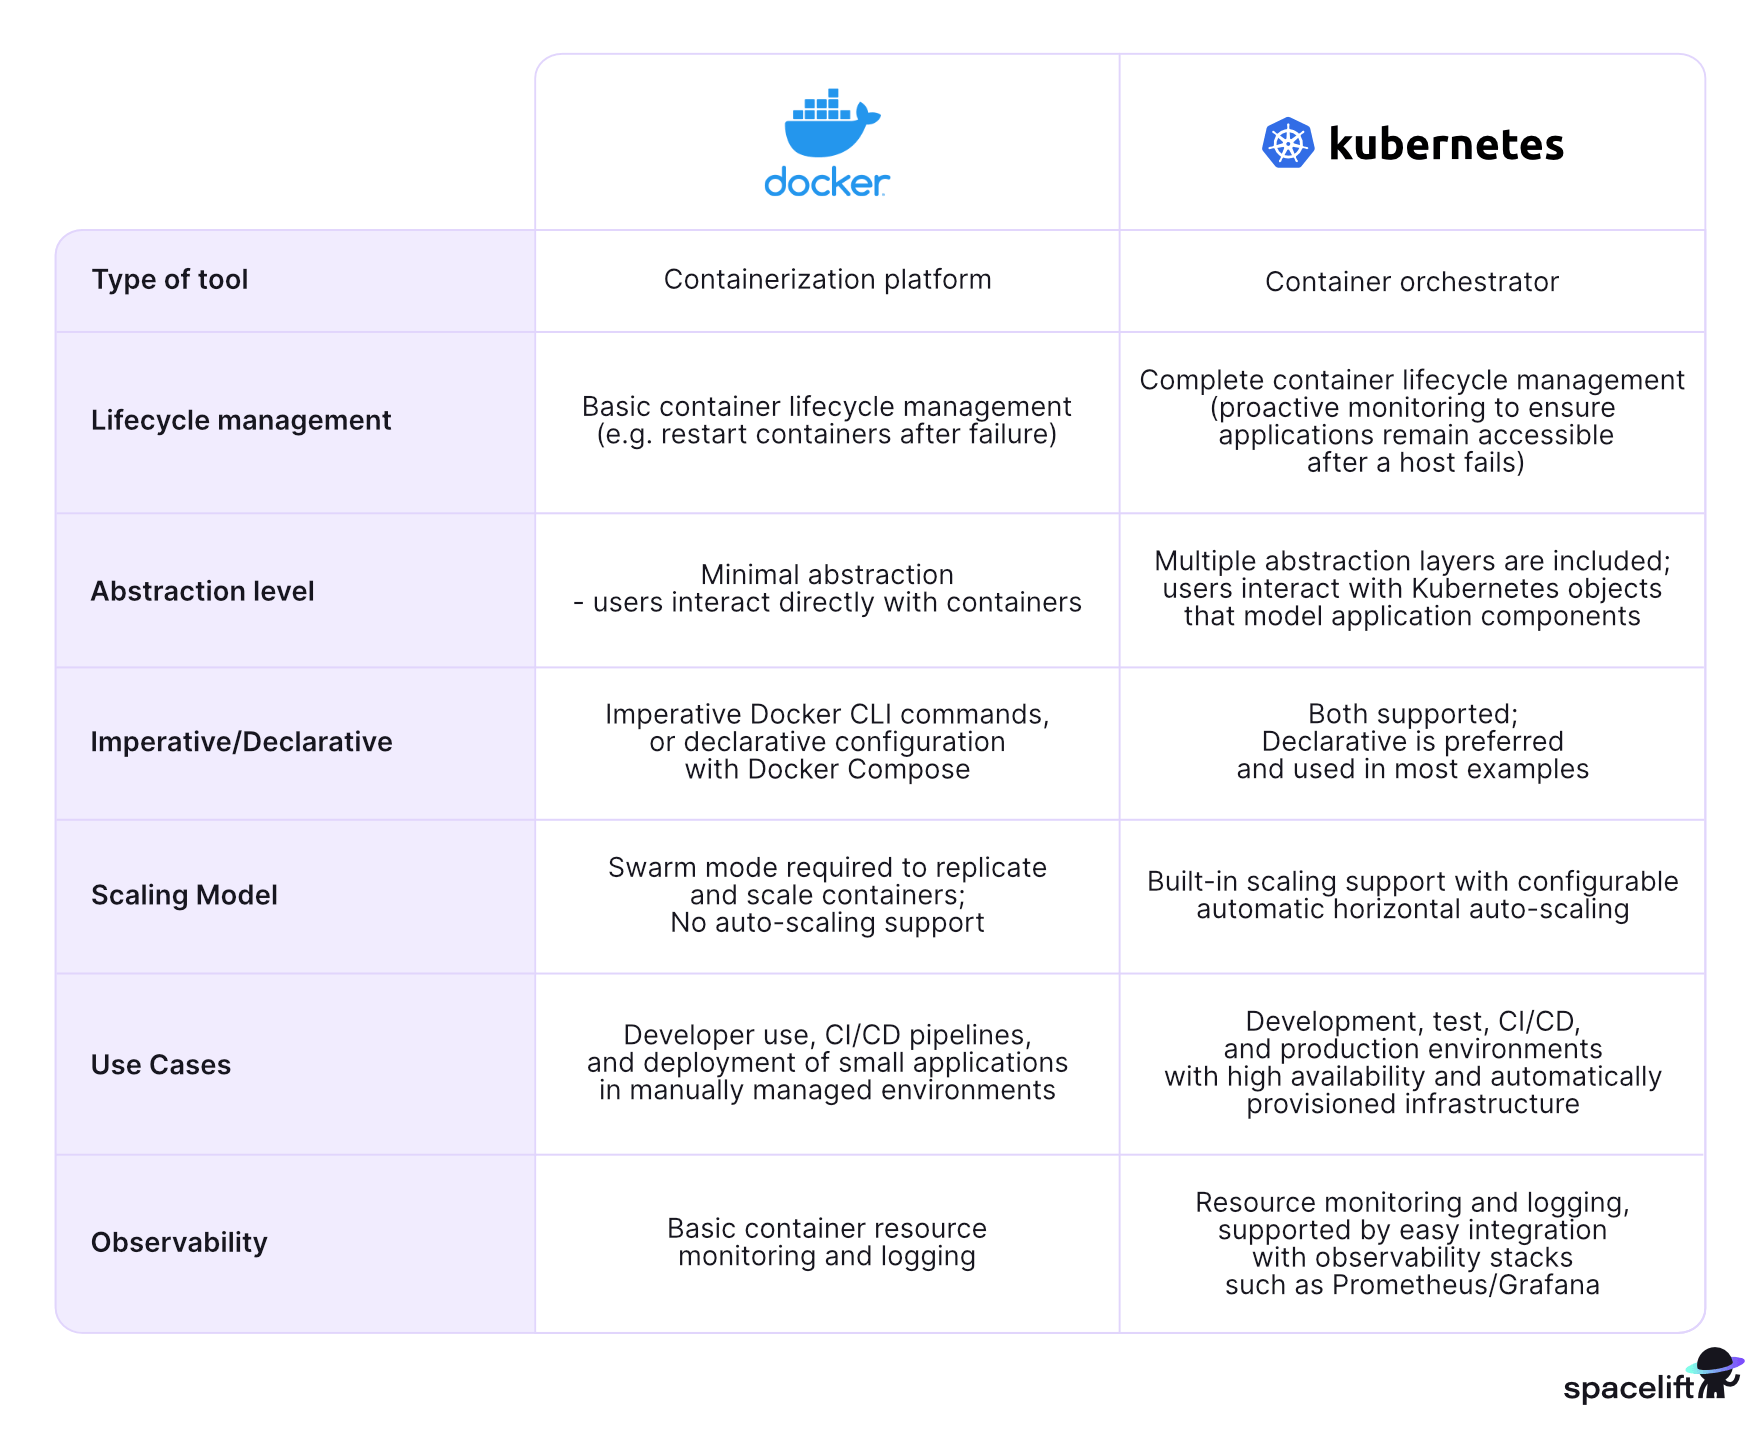 docker
kubernetes
Type of tool
Containerization platform
Container orchestrator
Lifecycle management
Basic container lifecycle management
(e.g. restart containers after failure)
Complete container lifecycle management
(proactive monitoring to ensure
applications remain accessible
after a host fails)
Abstraction level
Minimal abstraction
- users interact directly with containers
Multiple abstraction layers are included;
users interact with Kubernetes objects
that model application components
Imperative/Declarative
Imperative Docker CLI commands,
or declarative configuration
with Docker Compose
Both supported;
Declarative is preferred
and used in most examples
Scaling Model
Swarm mode required to replicate
and scale containers;
No auto-scaling support
Built-in scaling support with configurable
automatic horizontal auto-scaling
Use Cases
Developer use, CI/CD pipelines,
and deployment of small applications
in manually managed environments
Development, test, CI/CD,
and production environments
with high availability and automatically
provisioned infrastructure
Observability
Basic container resource
monitoring and logging
Resource monitoring and logging,
supported by easy integration
with observability stacks
such as Prometheus/Grafana
spacelift